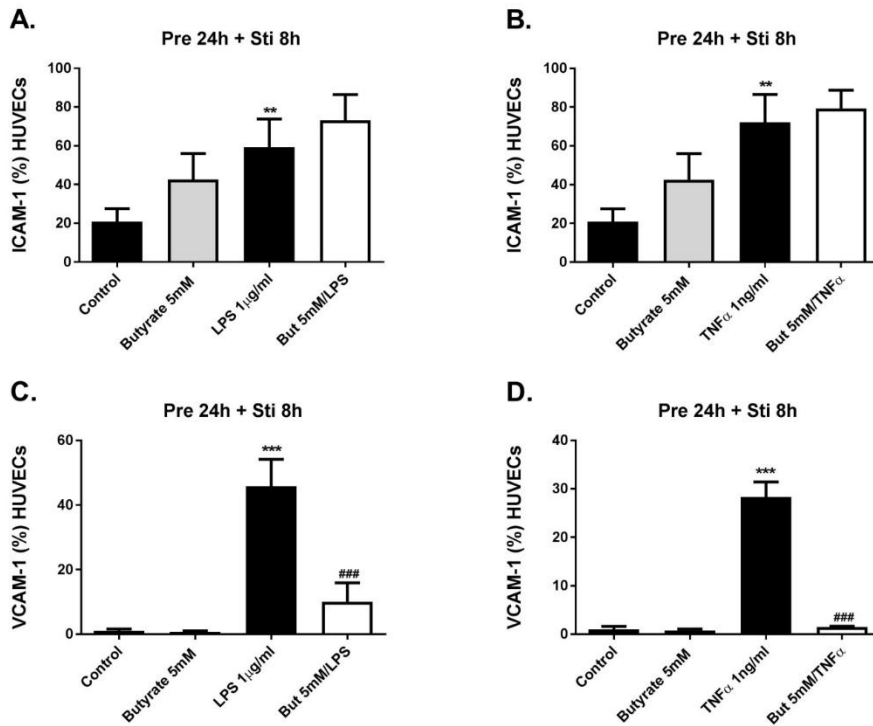 A.
Pre 24h + Sti 8h
ICAM-1 (%) HUVECs
100
80
60
40
20
0
**
Control
Butyrate 5mM
LPS 1μg/ml
But 5mM/LPS
B.
Pre 24h + Sti 8h
ICAM-1 (%) HUVECs
100
80
60
40
20
0
**
Control
Butyrate 5mM
TNFα 1ng/ml
But 5mM/TNFα
C.
Pre 24h + Sti 8h
VCAM-1 (%) HUVECs
60
40
20
0
***
###
Control
Butyrate 5mM
LPS 1μg/ml
But 5mM/LPS
D.
Pre 24h + Sti 8h
VCAM-1 (%) HUVECs
40
30
20
10
0
***
###
Control
Butyrate 5mM
TNFα 1ng/ml
But 5mM/TNFα